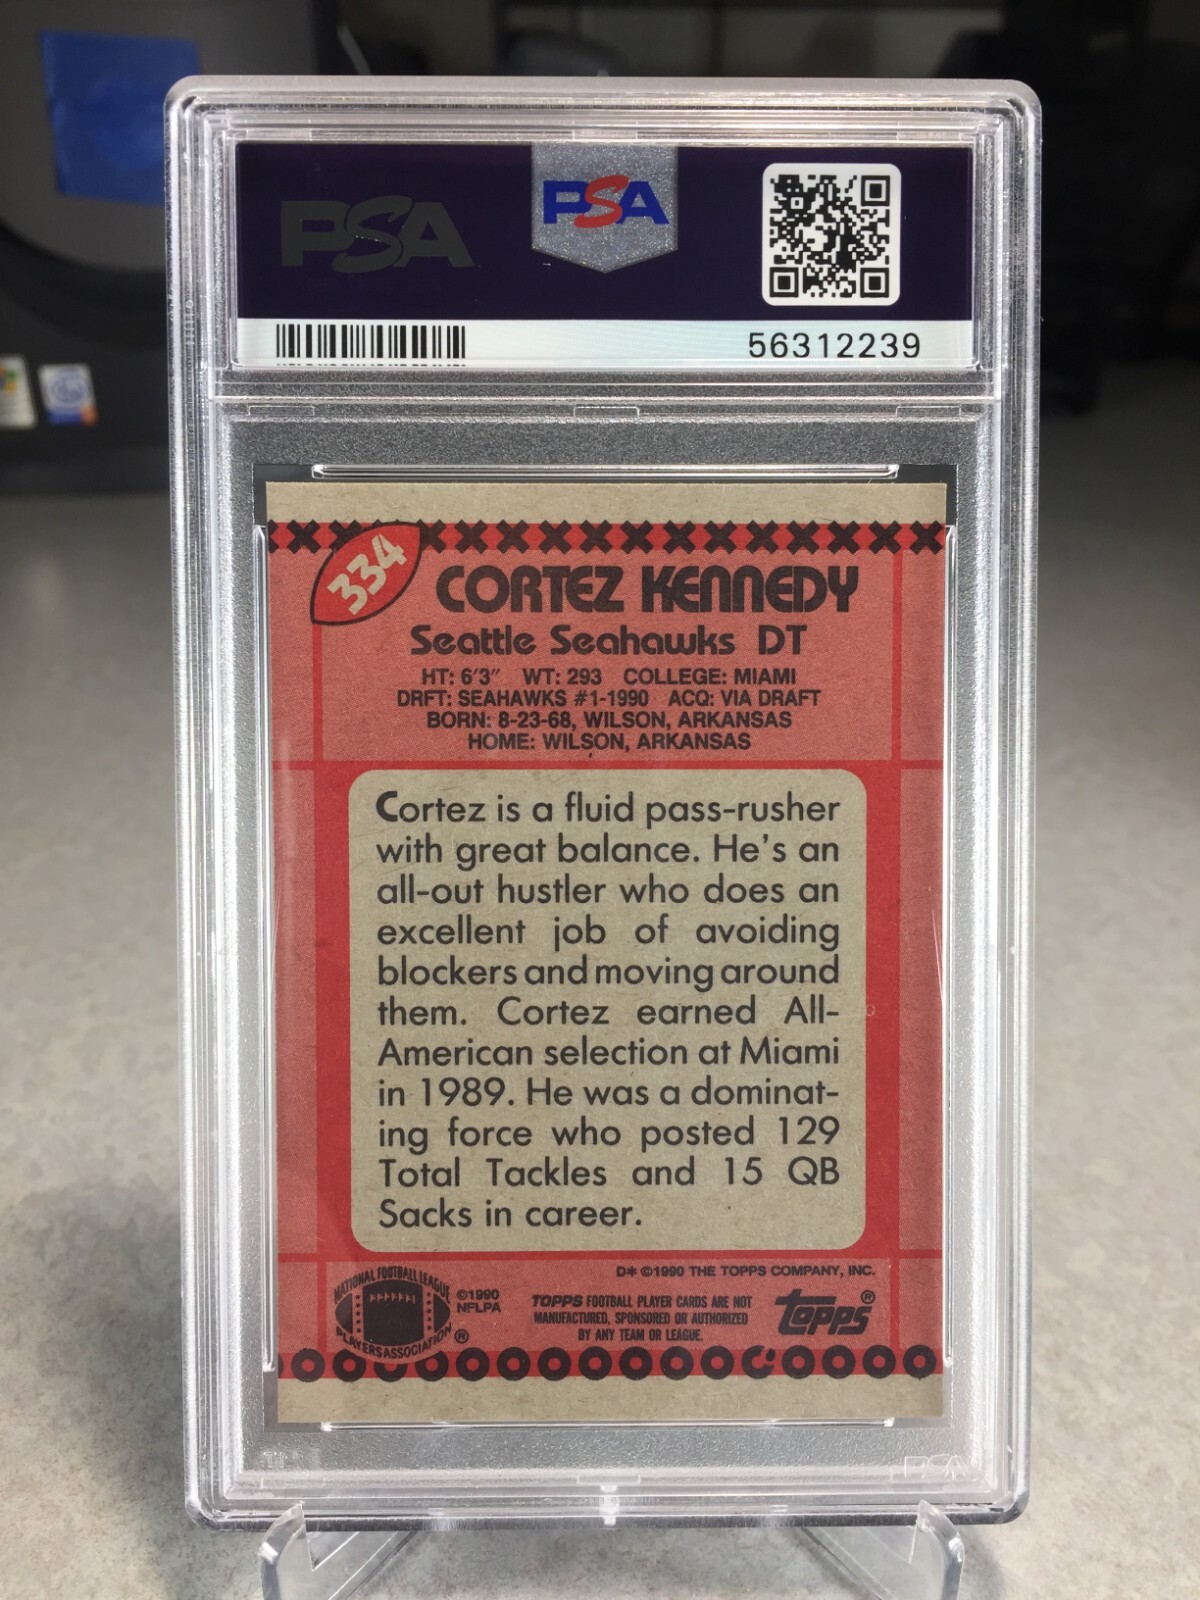 PSA
PSA
56312239
334
CORTEZ KENNEDY
Seattle Seahawks DT
HT: 6'3" WT: 293 COLLEGE: MIAMI
DRFT: SEAHAWKS #1-1990 ACQ: VIA DRAFT
BORN: 8-23-68, WILSON, ARKANSAS
HOME: WILSON, ARKANSAS
Cortez is a fluid pass-rusher
with great balance. He's an
all-out hustler who does an
excellent job of avoiding
blockers and moving around
them. Cortez earned All-
American selection at Miami
in 1989. He was a dominat-
ing force who posted 129
Total Tackles and 15 QB
Sacks in career.
NATIONAL FOOTBALL LEAGUE
PLAYERS ASSOCIATION ®
©1990
NFLPA
D* ©1990 THE TOPPS COMPANY, INC.
TOPPS FOOTBALL PLAYER CARDS ARE NOT
MANUFACTURED, SPONSORED OR AUTHORIZED
BY ANY TEAM OR LEAGUE.
topps®
PSA